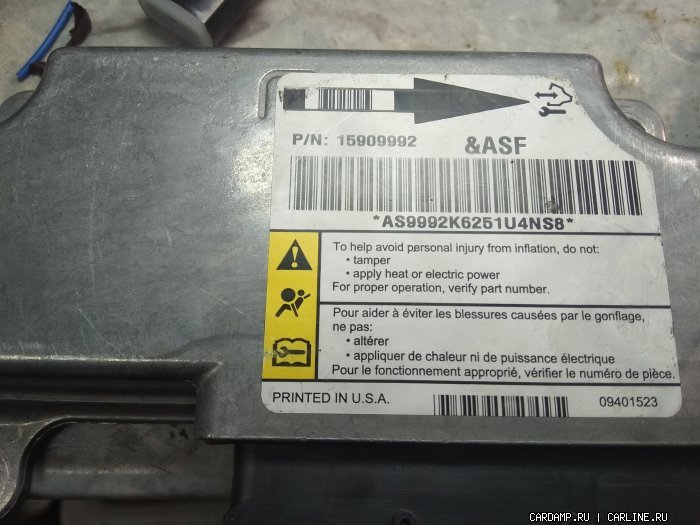 P/N: 15909992 &ASF
*AS9992K6251U4NS8*
To help avoid personal injury from inflation, do not:
• tamper
• apply heat or electric power
For proper operation, verify part number.
Pour aider à éviter les blessures causées par le gonflage,
ne pas:
• altérer
• appliquer de chaleur ni de puissance électrique
Pour le fonctionnement approprié, vérifier le numéro de pièce.
PRINTED IN U.S.A. 09401523
CARDAMP.RU | CARLINE.RU